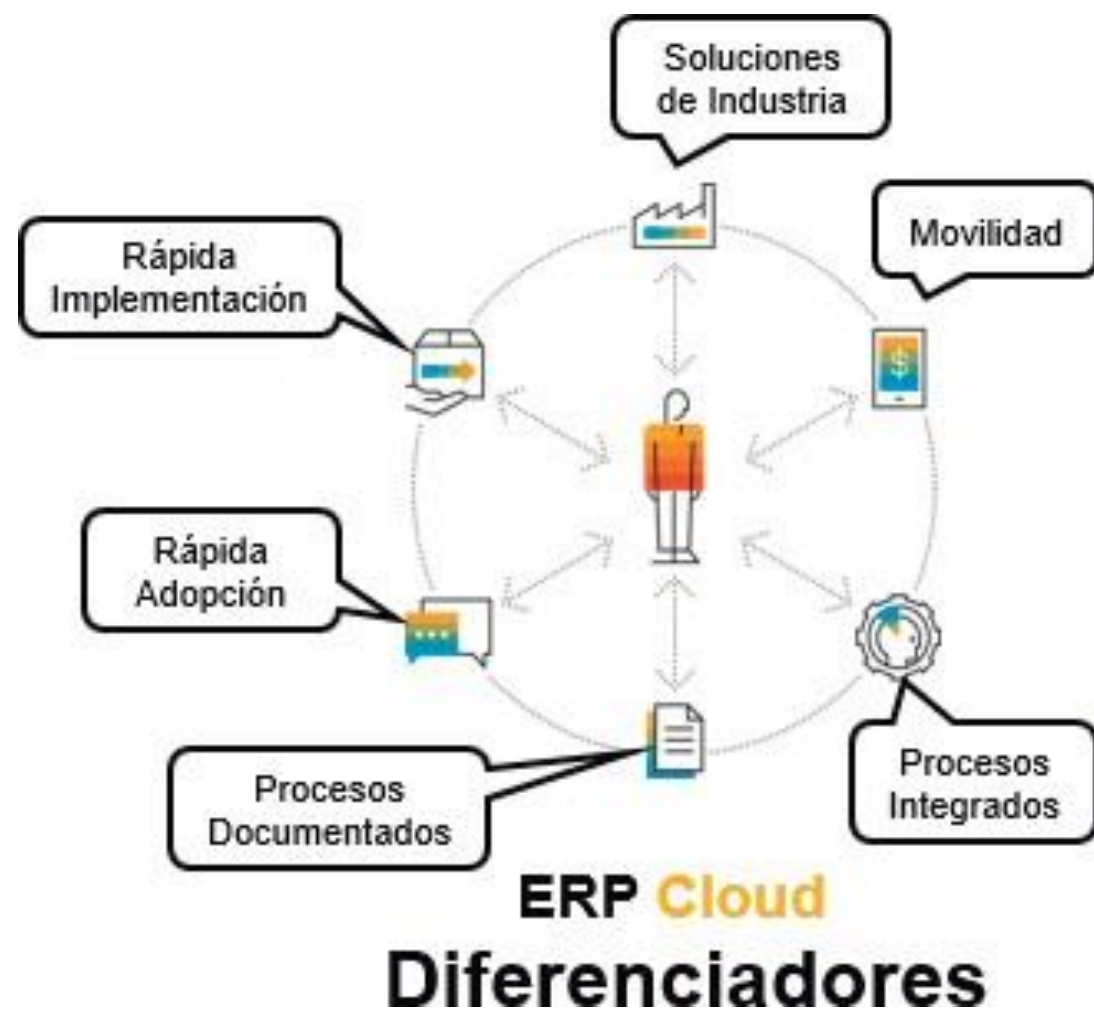 Soluciones
de Industria
Movilidad
Rápida
Implementación
Rápida
Adopción
Procesos
Documentados
Procesos
Integrados
$
ERP Cloud
Diferenciadores